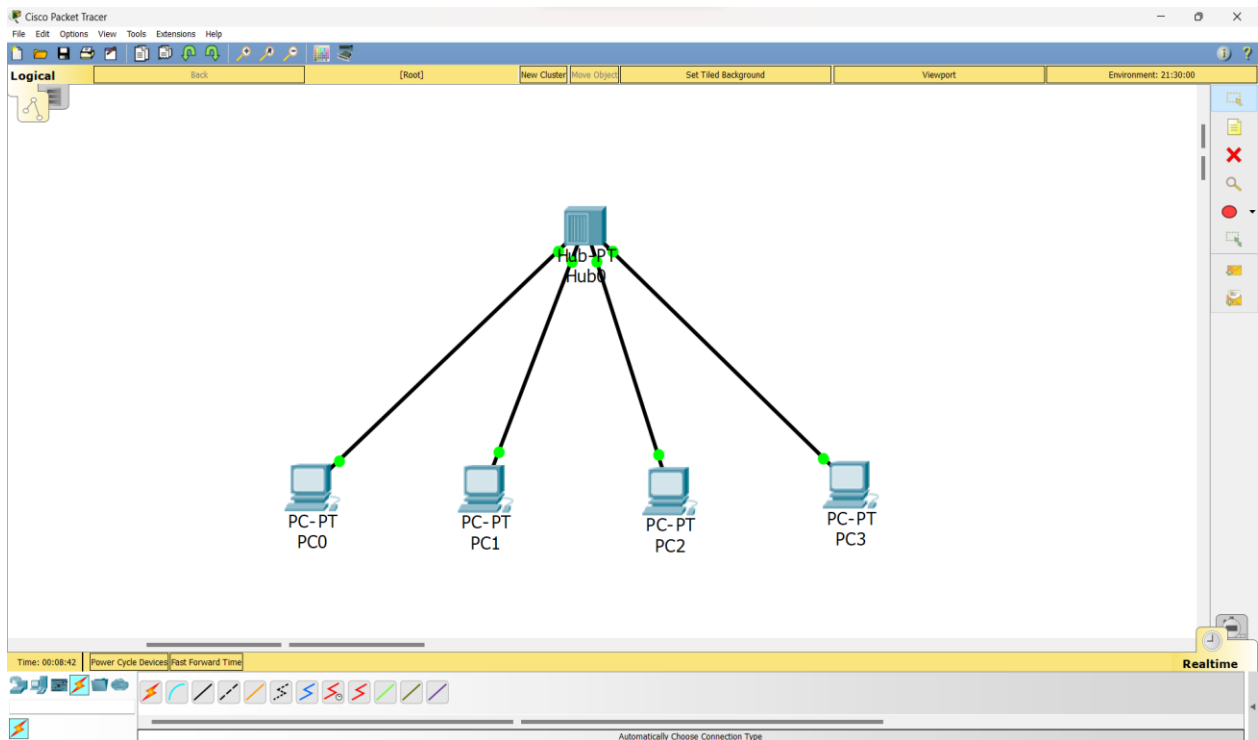 Cisco Packet Tracer
File Edit Options View Tools Extensions Help
Logical
Back
[Root]
New Cluster
Move Object
Set Tiled Background
Viewport
Environment: 21:30:00
Hub-PT
Hub0
PC-PT
PC0
PC-PT
PC1
PC-PT
PC2
PC-PT
PC3
Time: 00:08:42
Power Cycle Devices
Fast Forward Time
Realtime
Automatically Choose Connection Type